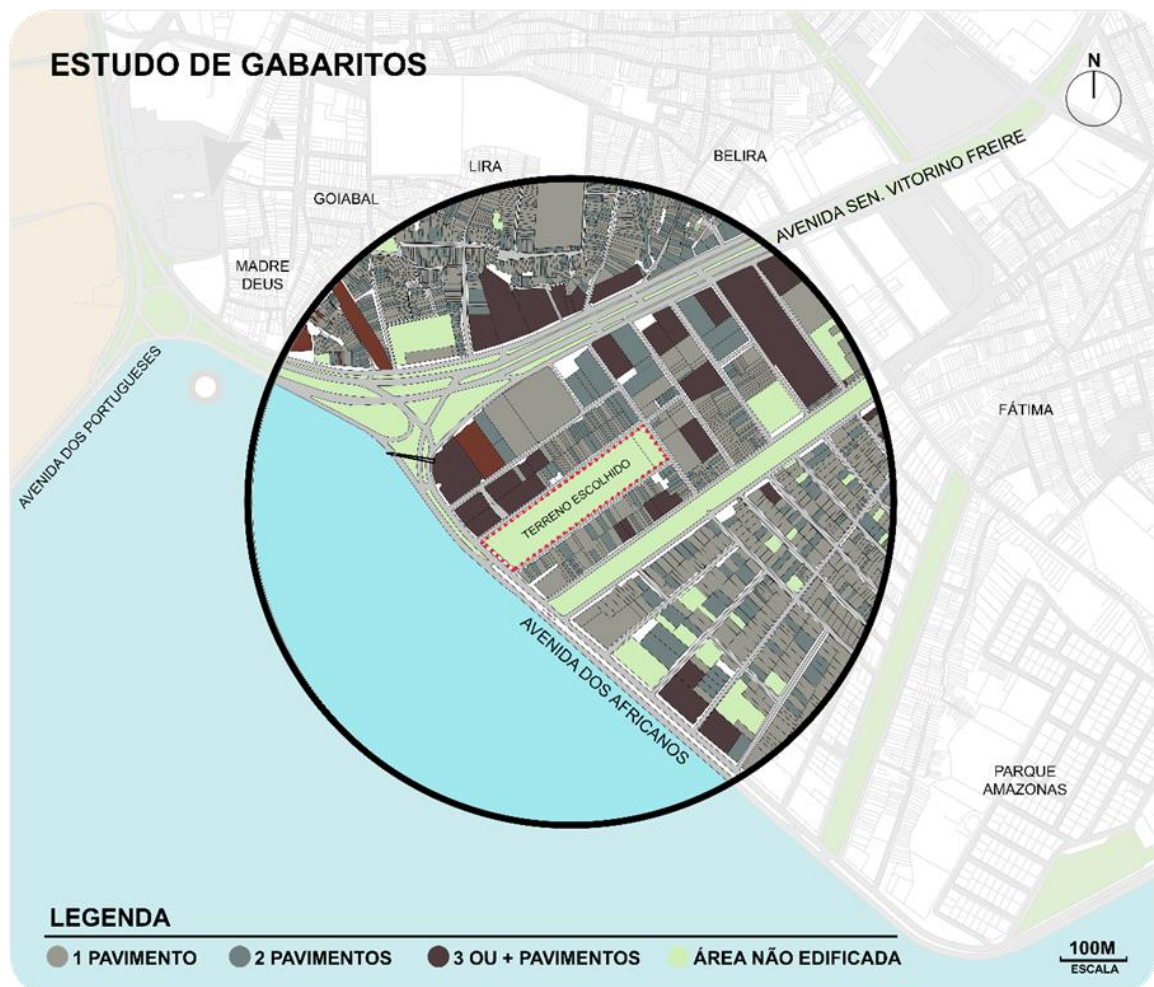 ESTUDO DE GABARITOS
N
LIRA
BELIRA
AVENIDA SEN. VITORINO FREIRE
GOIABAL
MADRE
DEUS
AVENIDA DOS PORTUGUESES
FÁTIMA
TERRENO ESCOLHIDO
AVENIDA DOS AFRICANOS
PARQUE
AMAZONAS
LEGENDA
1 PAVIMENTO
2 PAVIMENTOS
3 OU + PAVIMENTOS
ÁREA NÃO EDIFICADA
100M
ESCALA